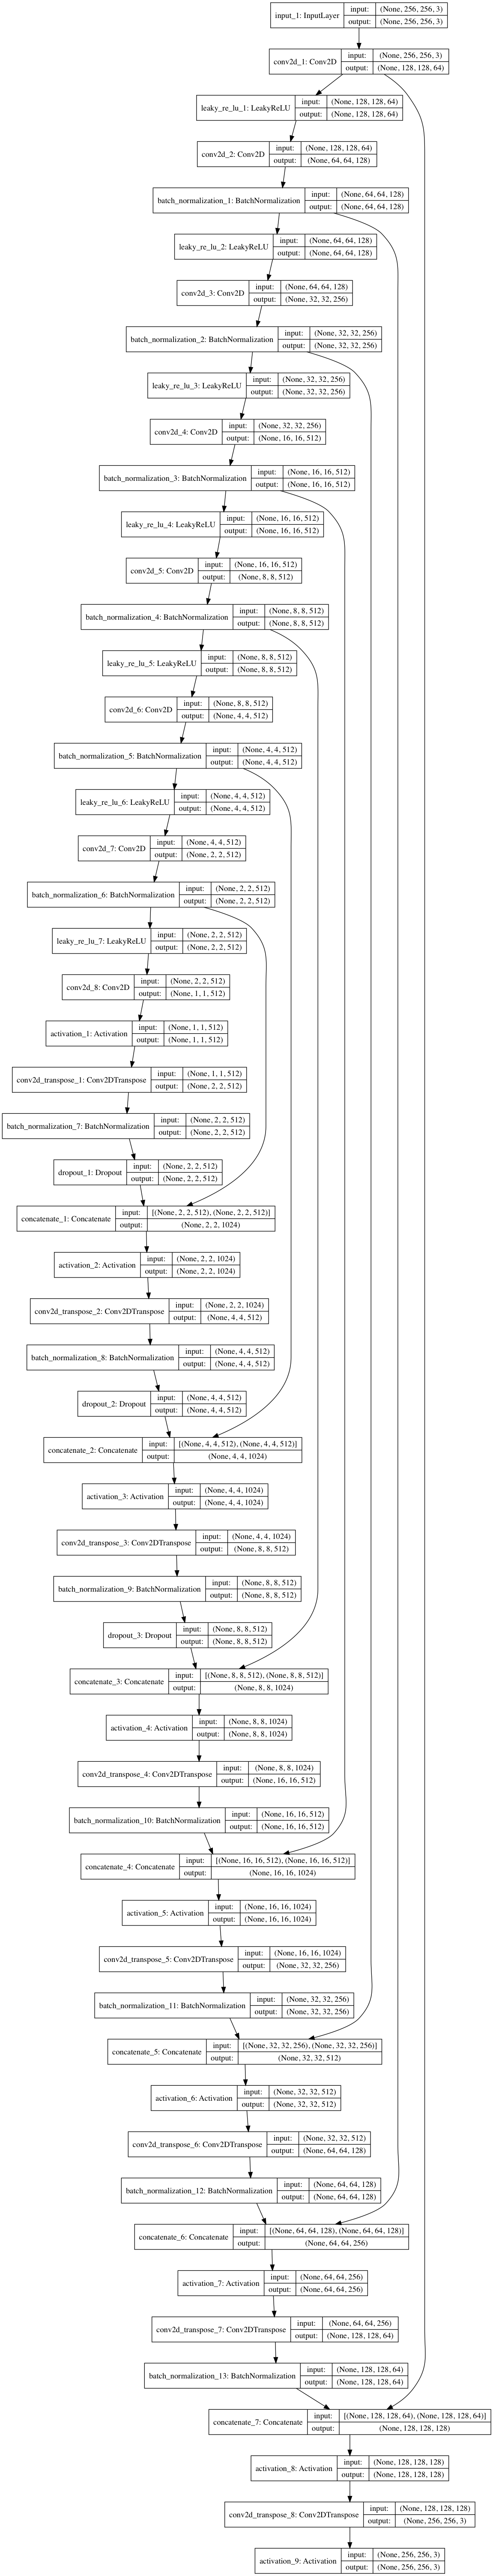 input_1: InputLayer
input: (None, 256, 256, 3)
output: (None, 256, 256, 3)
conv2d_1: Conv2D
input: (None, 256, 256, 3)
output: (None, 128, 128, 64)
leaky_re_lu_1: LeakyReLU
input: (None, 128, 128, 64)
output: (None, 128, 128, 64)
conv2d_2: Conv2D
input: (None, 128, 128, 64)
output: (None, 64, 64, 128)
batch_normalization_1: BatchNormalization
input: (None, 64, 64, 128)
output: (None, 64, 64, 128)
leaky_re_lu_2: LeakyReLU
input: (None, 64, 64, 128)
output: (None, 64, 64, 128)
conv2d_3: Conv2D
input: (None, 64, 64, 128)
output: (None, 32, 32, 256)
batch_normalization_2: BatchNormalization
input: (None, 32, 32, 256)
output: (None, 32, 32, 256)
leaky_re_lu_3: LeakyReLU
input: (None, 32, 32, 256)
output: (None, 32, 32, 256)
conv2d_4: Conv2D
input: (None, 32, 32, 256)
output: (None, 16, 16, 512)
batch_normalization_3: BatchNormalization
input: (None, 16, 16, 512)
output: (None, 16, 16, 512)
leaky_re_lu_4: LeakyReLU
input: (None, 16, 16, 512)
output: (None, 16, 16, 512)
conv2d_5: Conv2D
input: (None, 16, 16, 512)
output: (None, 8, 8, 512)
batch_normalization_4: BatchNormalization
input: (None, 8, 8, 512)
output: (None, 8, 8, 512)
leaky_re_lu_5: LeakyReLU
input: (None, 8, 8, 512)
output: (None, 8, 8, 512)
conv2d_6: Conv2D
input: (None, 8, 8, 512)
output: (None, 4, 4, 512)
batch_normalization_5: BatchNormalization
input: (None, 4, 4, 512)
output: (None, 4, 4, 512)
leaky_re_lu_6: LeakyReLU
input: (None, 4, 4, 512)
output: (None, 4, 4, 512)
conv2d_7: Conv2D
input: (None, 4, 4, 512)
output: (None, 2, 2, 512)
batch_normalization_6: BatchNormalization
input: (None, 2, 2, 512)
output: (None, 2, 2, 512)
leaky_re_lu_7: LeakyReLU
input: (None, 2, 2, 512)
output: (None, 2, 2, 512)
conv2d_8: Conv2D
input: (None, 2, 2, 512)
output: (None, 1, 1, 512)
activation_1: Activation
input: (None, 1, 1, 512)
output: (None, 1, 1, 512)
conv2d_transpose_1: Conv2DTranspose
input: (None, 1, 1, 512)
output: (None, 2, 2, 512)
batch_normalization_7: BatchNormalization
input: (None, 2, 2, 512)
output: (None, 2, 2, 512)
dropout_1: Dropout
input: (None, 2, 2, 512)
output: (None, 2, 2, 512)
concatenate_1: Concatenate
input: [(None, 2, 2, 512), (None, 2, 2, 512)]
output: (None, 2, 2, 1024)
activation_2: Activation
input: (None, 2, 2, 1024)
output: (None, 2, 2, 1024)
conv2d_transpose_2: Conv2DTranspose
input: (None, 2, 2, 1024)
output: (None, 4, 4, 512)
batch_normalization_8: BatchNormalization
input: (None, 4, 4, 512)
output: (None, 4, 4, 512)
dropout_2: Dropout
input: (None, 4, 4, 512)
output: (None, 4, 4, 512)
concatenate_2: Concatenate
input: [(None, 4, 4, 512), (None, 4, 4, 512)]
output: (None, 4, 4, 1024)
activation_3: Activation
input: (None, 4, 4, 1024)
output: (None, 4, 4, 1024)
conv2d_transpose_3: Conv2DTranspose
input: (None, 4, 4, 1024)
output: (None, 8, 8, 512)
batch_normalization_9: BatchNormalization
input: (None, 8, 8, 512)
output: (None, 8, 8, 512)
dropout_3: Dropout
input: (None, 8, 8, 512)
output: (None, 8, 8, 512)
concatenate_3: Concatenate
input: [(None, 8, 8, 512), (None, 8, 8, 512)]
output: (None, 8, 8, 1024)
activation_4: Activation
input: (None, 8, 8, 1024)
output: (None, 8, 8, 1024)
conv2d_transpose_4: Conv2DTranspose
input: (None, 8, 8, 1024)
output: (None, 16, 16, 512)
batch_normalization_10: BatchNormalization
input: (None, 16, 16, 512)
output: (None, 16, 16, 512)
concatenate_4: Concatenate
input: [(None, 16, 16, 512), (None, 16, 16, 512)]
output: (None, 16, 16, 1024)
activation_5: Activation
input: (None, 16, 16, 1024)
output: (None, 16, 16, 1024)
conv2d_transpose_5: Conv2DTranspose
input: (None, 16, 16, 1024)
output: (None, 32, 32, 256)
batch_normalization_11: BatchNormalization
input: (None, 32, 32, 256)
output: (None, 32, 32, 256)
concatenate_5: Concatenate
input: [(None, 32, 32, 256), (None, 32, 32, 256)]
output: (None, 32, 32, 512)
activation_6: Activation
input: (None, 32, 32, 512)
output: (None, 32, 32, 512)
conv2d_transpose_6: Conv2DTranspose
input: (None, 32, 32, 512)
output: (None, 64, 64, 128)
batch_normalization_12: BatchNormalization
input: (None, 64, 64, 128)
output: (None, 64, 64, 128)
concatenate_6: Concatenate
input: [(None, 64, 64, 128), (None, 64, 64, 128)]
output: (None, 64, 64, 256)
activation_7: Activation
input: (None, 64, 64, 256)
output: (None, 64, 64, 256)
conv2d_transpose_7: Conv2DTranspose
input: (None, 64, 64, 256)
output: (None, 128, 128, 64)
batch_normalization_13: BatchNormalization
input: (None, 128, 128, 64)
output: (None, 128, 128, 64)
concatenate_7: Concatenate
input: [(None, 128, 128, 64), (None, 128, 128, 64)]
output: (None, 128, 128, 128)
activation_8: Activation
input: (None, 128, 128, 128)
output: (None, 128, 128, 128)
conv2d_transpose_8: Conv2DTranspose
input: (None, 128, 128, 128)
output: (None, 256, 256, 3)
activation_9: Activation
input: (None, 256, 256, 3)
output: (None, 256, 256, 3)